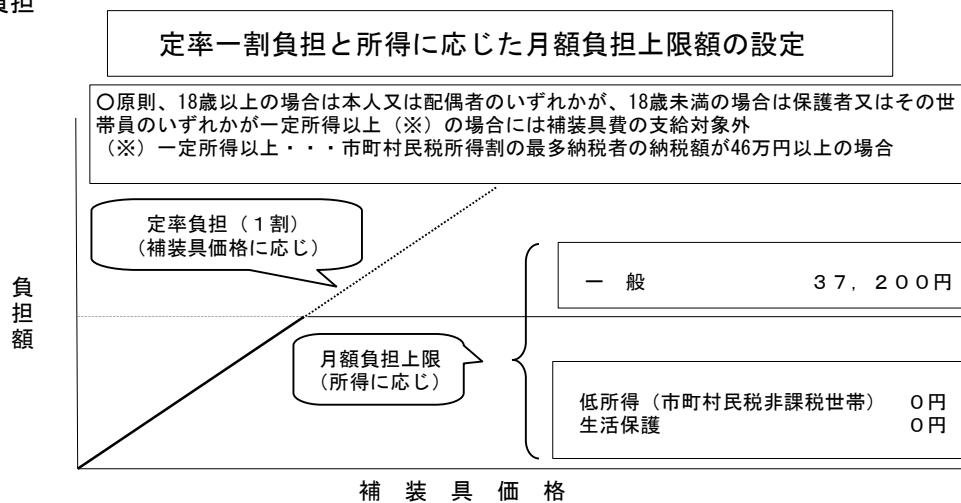 負担
定率一割負担と所得に応じた月額負担上限額の設定
○原則、18歳以上の場合は本人又は配偶者のいずれかが、18歳未満の場合は保護者又はその世
帯員のいずれかが一定所得以上（※）の場合には補装具費の支給対象外
（※）一定所得以上・・・市町村民税所得割の最多納税者の納税額が46万円以上の場合
定率負担（１割）
（補装具価格に応じ）
一　般　３７，２００円
負担額
月額負担上限
（所得に応じ）
低所得（市町村民税非課税世帯）　０円
生活保護　０円
補　装　具　価　格